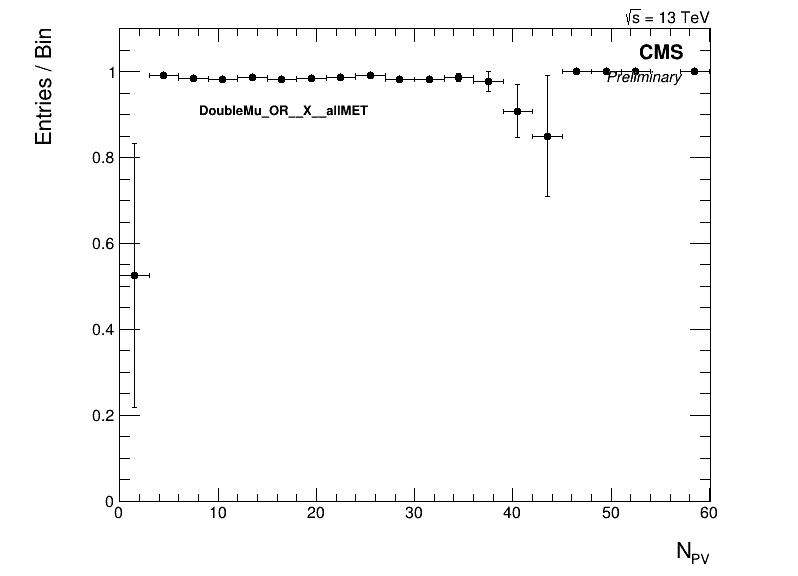 √s = 13 TeV
CMS
Preliminary
DoubleMu_OR__X__allMET
Entries / Bin
1
0.8
0.6
0.4
0.2
0
0 10 20 30 40 50 60
N_PV